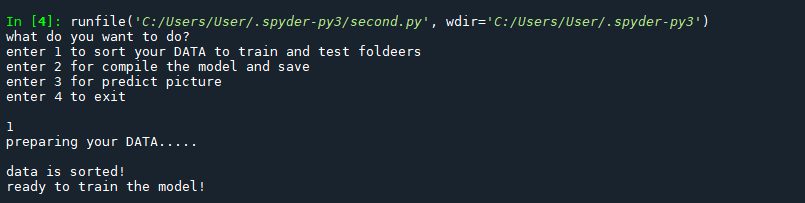 In [4]: runfile('C:/Users/User/.spyder-py3/second.py', wdir='C:/Users/User/.spyder-py3')
what do you want to do?
enter 1 to sort your DATA to train and test foldeers
enter 2 for compile the model and save
enter 3 for predict picture
enter 4 to exit
1
preparing your DATA.....
data is sorted!
ready to train the model!